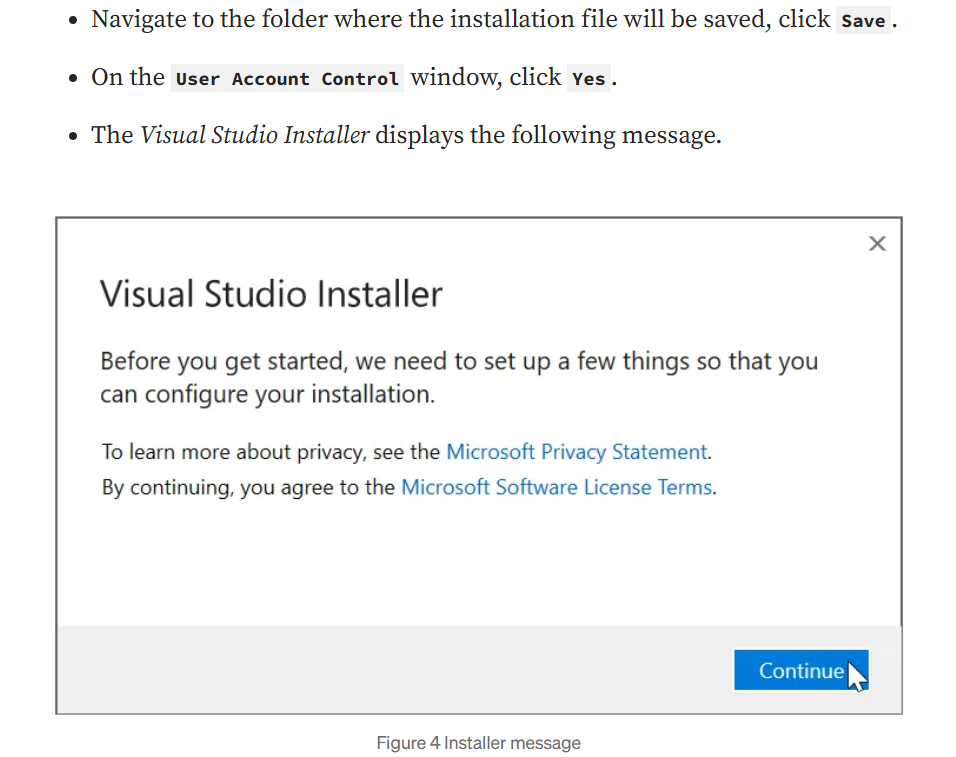 Navigate to the folder where the installation file will be saved, click Save.
On the User Account Control window, click Yes.
The Visual Studio Installer displays the following message.
Visual Studio Installer
Before you get started, we need to set up a few things so that you
can configure your installation.
To learn more about privacy, see the Microsoft Privacy Statement.
By continuing, you agree to the Microsoft Software License Terms.
Continue
Figure 4 Installer message